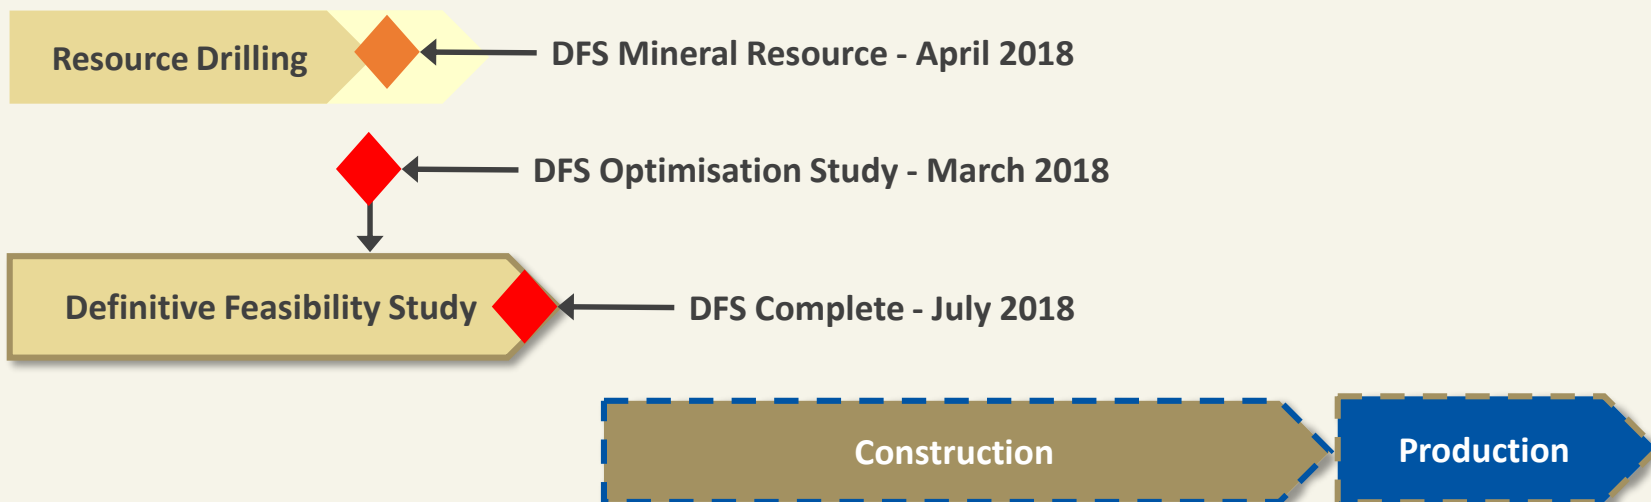 Resource Drilling
DFS Mineral Resource - April 2018
DFS Optimisation Study - March 2018
Definitive Feasibility Study
DFS Complete - July 2018
Construction
Production